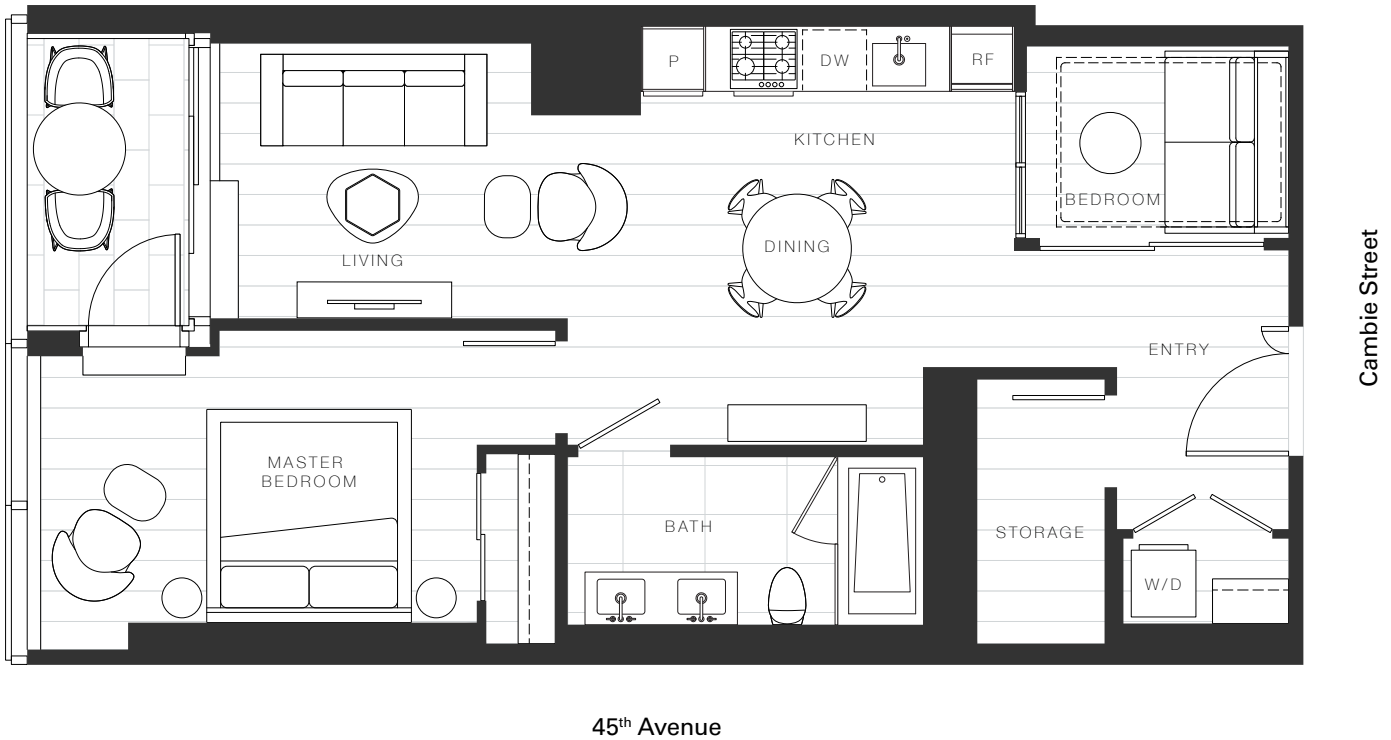 P
DW
RF
KITCHEN
BEDROOM
DINING
LIVING
ENTRY
Cambie Street
MASTER
BEDROOM
BATH
STORAGE
W/D
45th Avenue